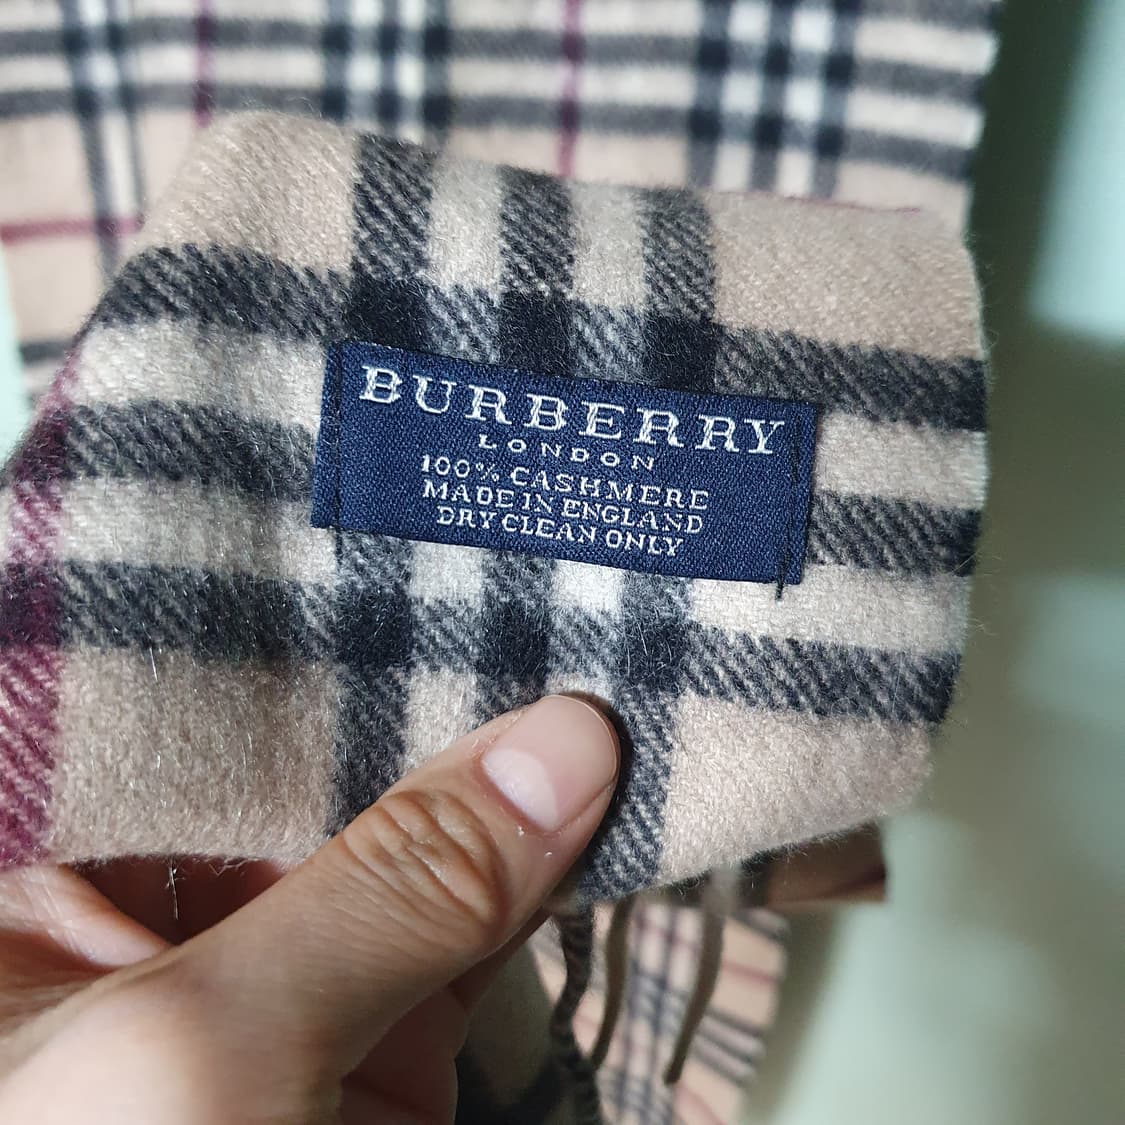 BURBERRY
LONDON
100% CASHMERE
MADE IN ENGLAND
DRY CLEAN ONLY